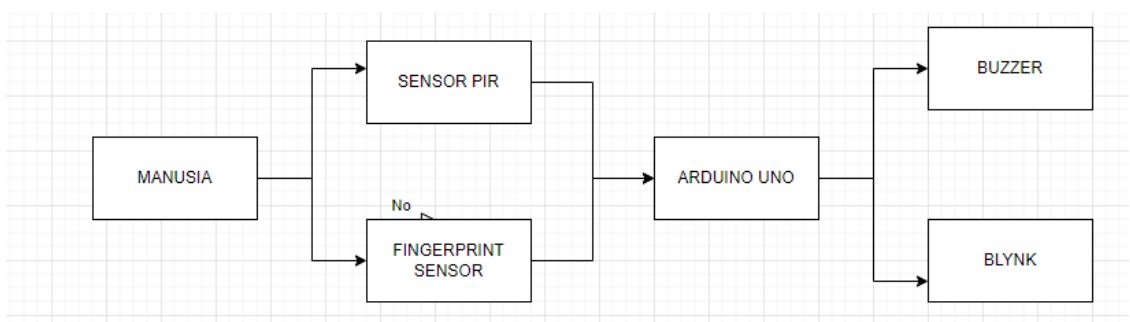 BUZZER
SENSOR PIR
MANUSIA
ARDUINO UNO
No
FINGERPRINT
SENSOR
BLYNK